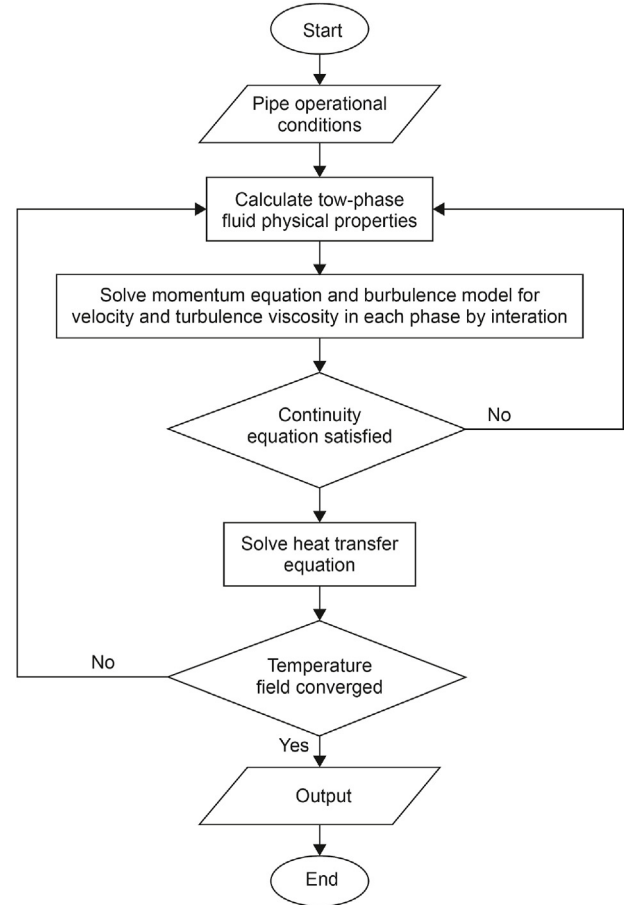 Start
Pipe operational
conditions
Calculate tow-phase
fluid physical properties
Solve momentum equation and burbulence model for
velocity and turbulence viscosity in each phase by interation
Continuity
equation satisfied
No
Solve heat transfer
equation
No
Temperature
field converged
Yes
Output
End